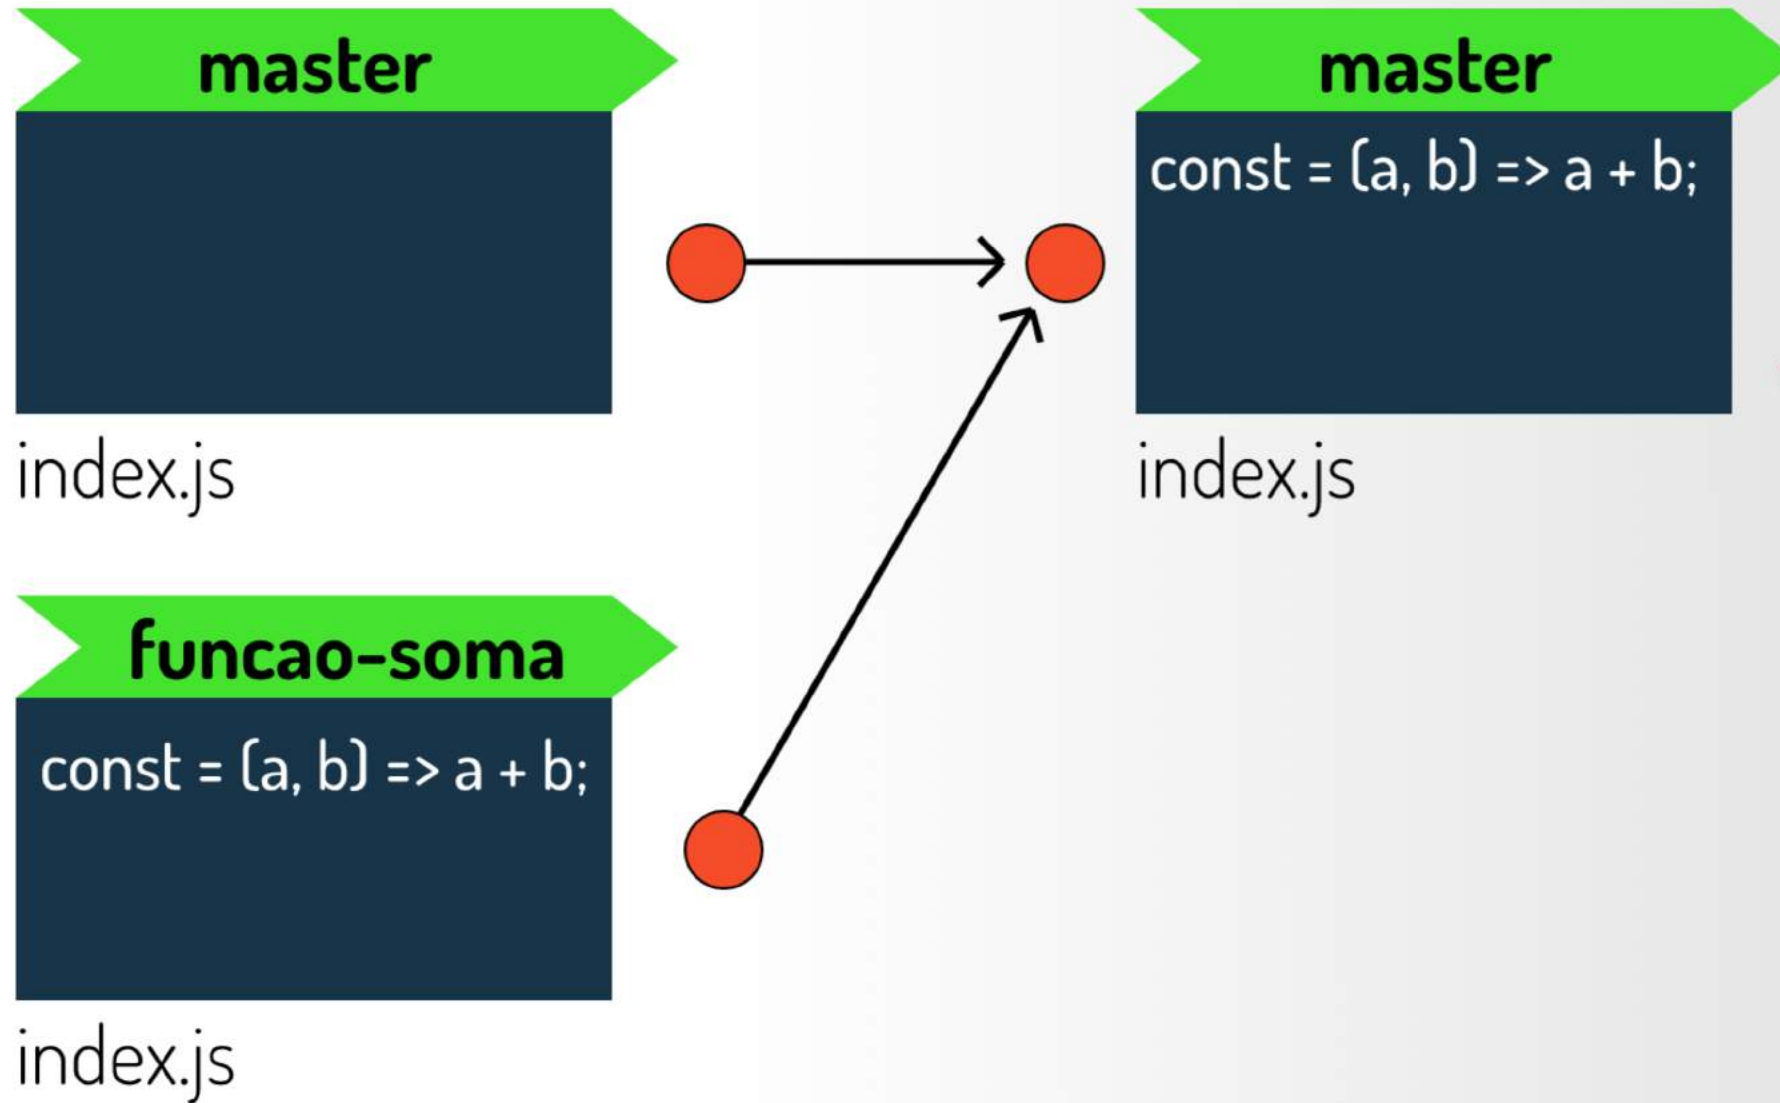 master
index.js
master
const = (a, b) => a + b;
index.js
funcao-soma
const = (a, b) => a + b;
index.js